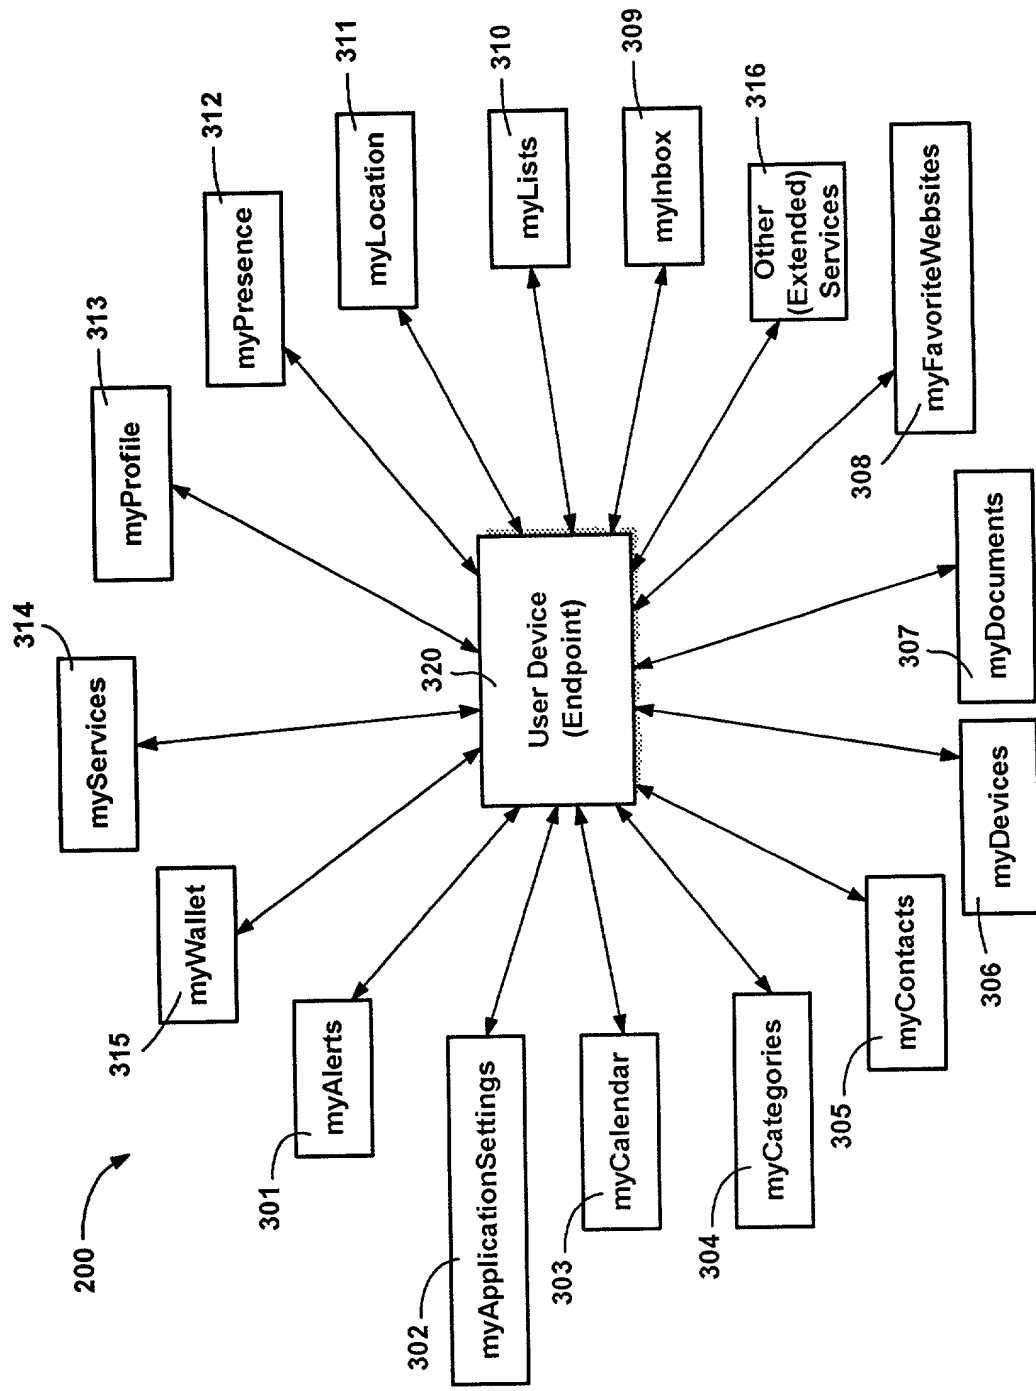 200
314
myServices
313
myProfile
312
myPresence
311
myLocation
310
myLists
309
myInbox
316
Other
(Extended)
Services
308
myFavoriteWebsites
307
myDocuments
306
myDevices
305
myContacts
304
myCategories
303
myCalendar
302
myApplicationSettings
301
myAlerts
315
myWallet
320
User Device
(Endpoint)